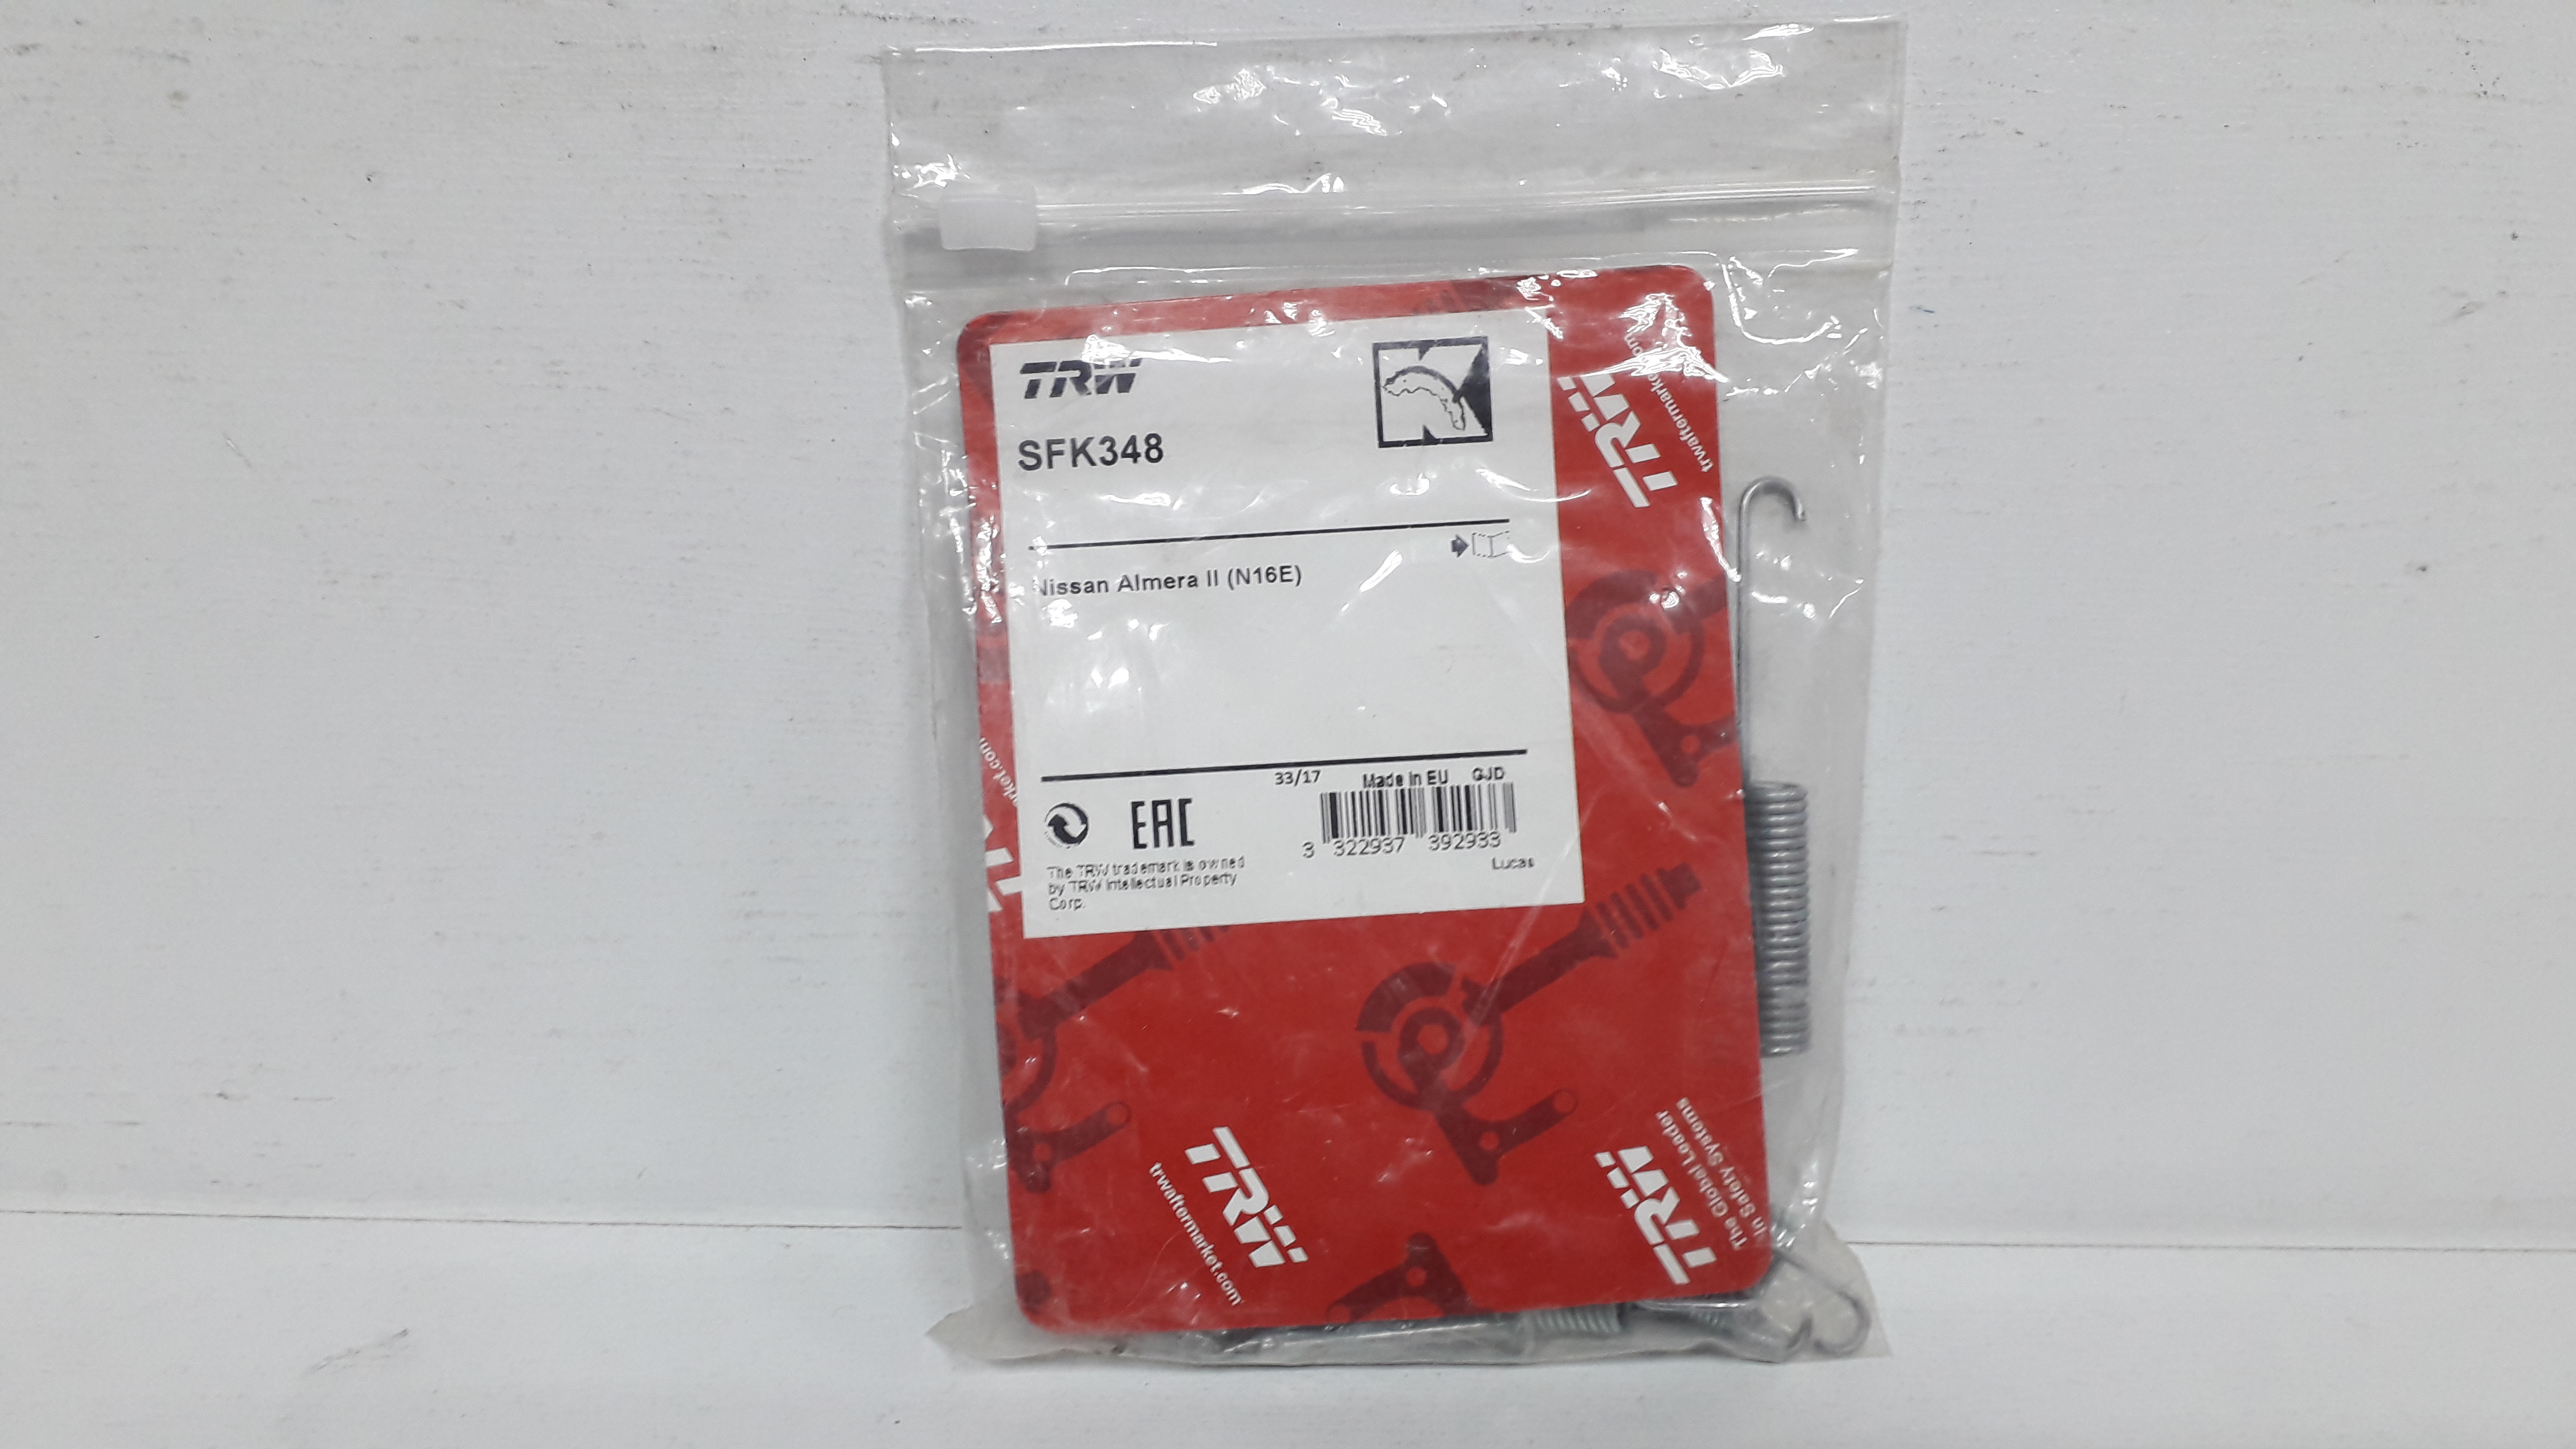 TRW
SFK348
Nissan Almera II (N16E)
33/17 Made in EU GJD
EAC
3 322937 392933
Lucas
The TRW trademark is owned
by TRW Intellectual Property
Corp.
TRW
trwaftermarket.com
TRW
trwaftermarket.com
TRW
The Global Leader
in Safety Systems